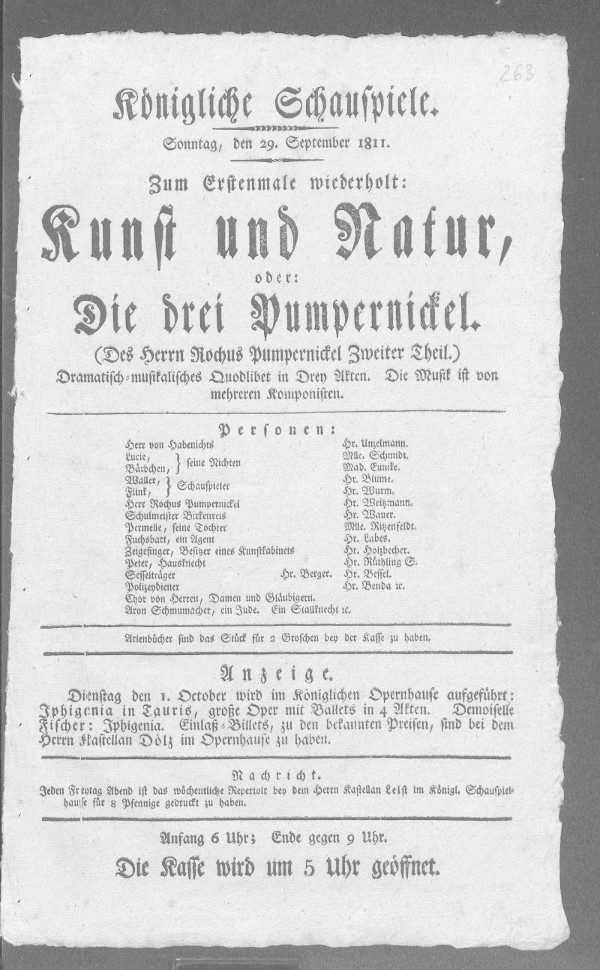 263
Königliche Schauspiele.
Sonntag, den 29. September 1811.
Zum Erstenmale wiederholt:
Kunst und Natur,
oder:
Die drei Pumpernickel.
(Des Herrn Rochus Pumpernickel Zweiter Theil.)
Dramatisch-musikalisches Quodlibet in Drey Akten. Die Musik ist von
mehreren Komponisten.
Personen:
Herr von Habenichts Hr. Unzelmann.
Lucie, Mlle. Schmidt.
Bärbchen, } seine Nichten Mad. Eunike.
Waller, Hr. Blume.
Flink, } Schauspieler Hr. Wurm.
Herr Rochus Pumpernickel Hr. Weitzmann.
Schulmeister Birkenreis Hr. Wauer.
Permelle, seine Tochter Mlle. Ritzenfeldt.
Fuchsbart, ein Agent Hr. Labes.
Zeigefinger, Besitzer eines Kunstkabinets Hr. Holzbecher.
Peter, Hausknecht Hr. Rüthling S.
Sesselträger Hr. Berger. Hr. Bessel.
Polizeydiener Hr. Benda ꝛc.
Chor von Herren, Damen und Gläubigern.
Aron Schmumacher, ein Jude. Ein Stallknecht ꝛc.
Arienbücher sind das Stück für 2 Groschen bey der Kasse zu haben.
Anzeige.
Dienstag den 1. October wird im Königlichen Opernhause aufgeführt:
Iphigenia in Tauris, große Oper mit Ballets in 4 Akten. Demoiselle
Fischer: Iphigenia. Einlaß-Billets, zu den bekannten Preisen, sind bei dem
Herrn Kastellan Dölz im Opernhause zu haben.
Nachricht.
Jeden Freytag Abend ist das wöchentliche Repertoir bey dem Herrn Kastellan Leist im Königl. Schauspiel-
hause für 8 Pfennige gedruckt zu haben.
Anfang 6 Uhr; Ende gegen 9 Uhr.
Die Kasse wird um 5 Uhr geöffnet.